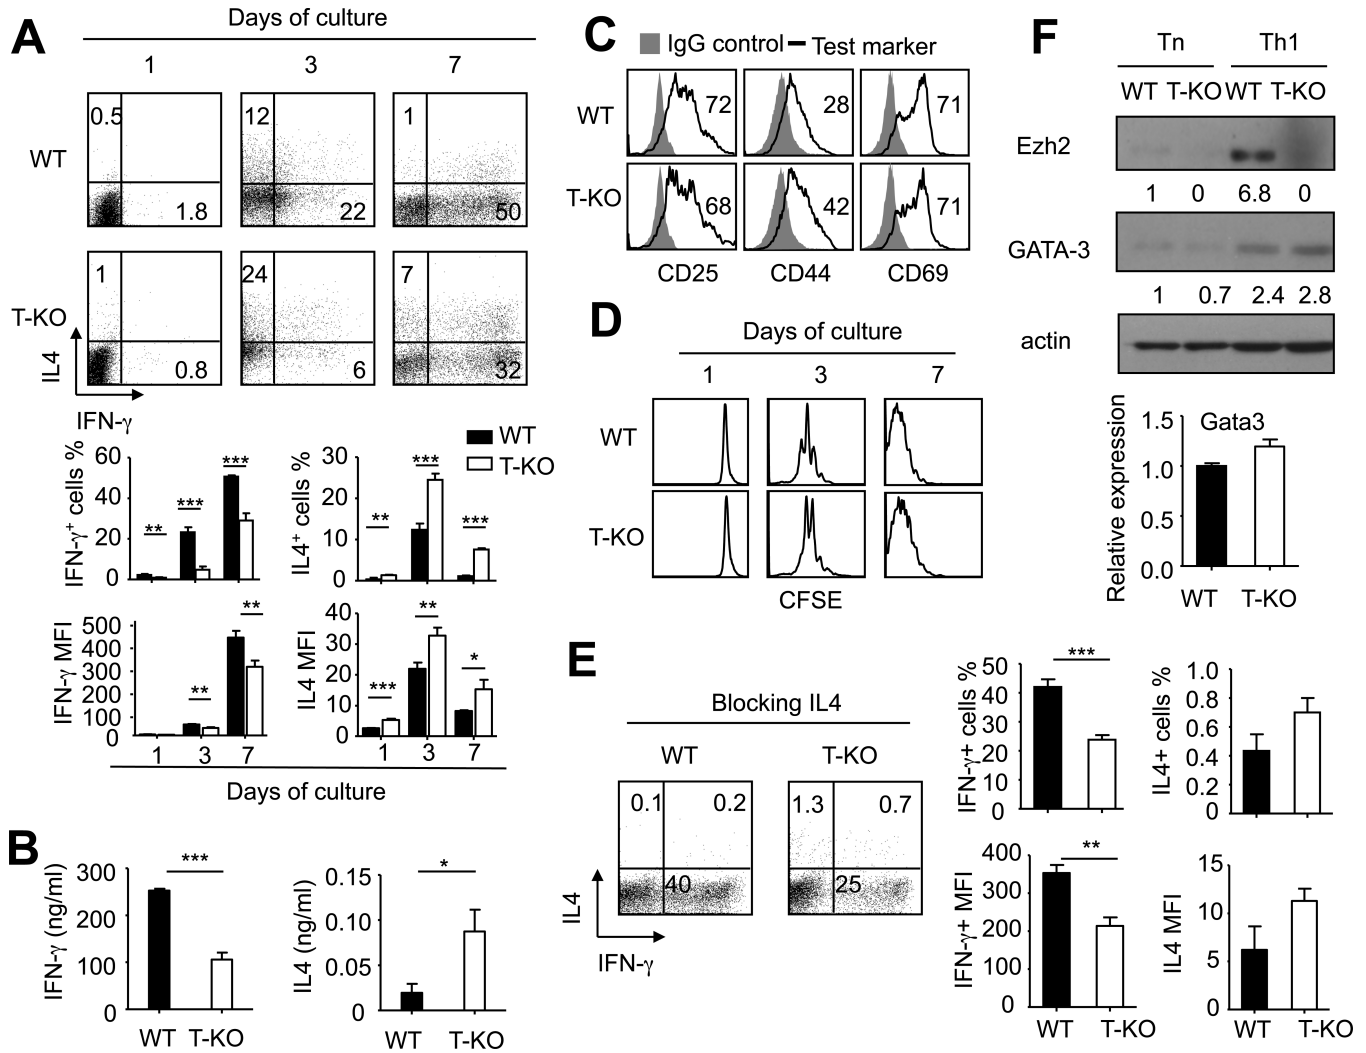 A
Days of culture
1 3 7
WT
0.5 1.8
12 22
1 50
T-KO
1 0.8
24 6
7 32
IL4
IFN-γ
WT
T-KO
IFN-γ⁺ cells %
60
40
20
0
** *** ***
IL4⁺ cells %
30
20
10
0
** *** ***
IFN-γ MFI
500
400
300
200
100
0
** **
1 3 7
IL4 MFI
40
30
20
10
0
*** ** *
1 3 7
Days of culture
B
IFN-γ (ng/ml)
300
200
100
0
***
WT T-KO
IL4 (ng/ml)
0.15
0.10
0.05
0
*
WT T-KO
C
IgG control Test marker
WT
72 28 71
T-KO
68 42 71
CD25 CD44 CD69
D
Days of culture
1 3 7
WT
T-KO
CFSE
E
Blocking IL4
WT T-KO
0.1 0.2
40
1.3 0.7
25
IL4
IFN-γ
IFN-γ+ cells %
50
40
30
20
10
0
***
IL4+ cells %
1.0
0.8
0.6
0.4
0.2
0
IFN-γ+ MFI
400
300
200
100
0
**
WT T-KO
IL4 MFI
15
10
5
0
WT T-KO
F
Tn Th1
WT T-KO WT T-KO
Ezh2
1 0 6.8 0
GATA-3
1 0.7 2.4 2.8
actin
Relative expression
Gata3
1.5
1.0
0.5
0.0
WT T-KO